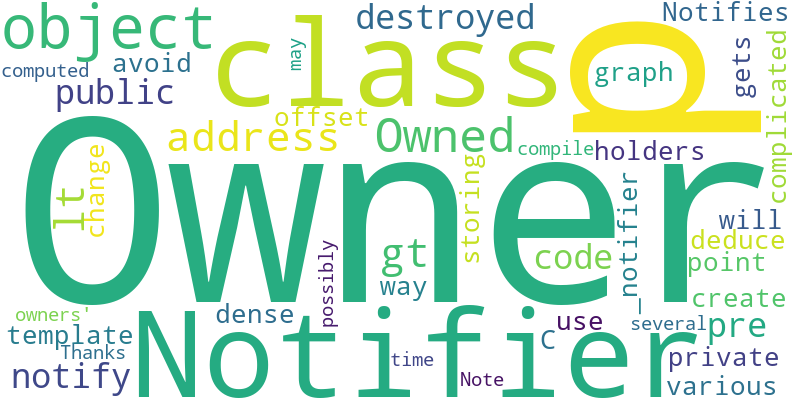 object
class
destroyed
Notifies
computed
avoid
may
p
graph
gets
complicated
public
offset
address
Owned
compile
holders
lt
change
Owner
storing
_notifier
will
deduce
gt
code
point
way
possibly
create
owners'
dense
template
Thanks
Notifier
C
use
several
pre
notify
time
Note
private
various